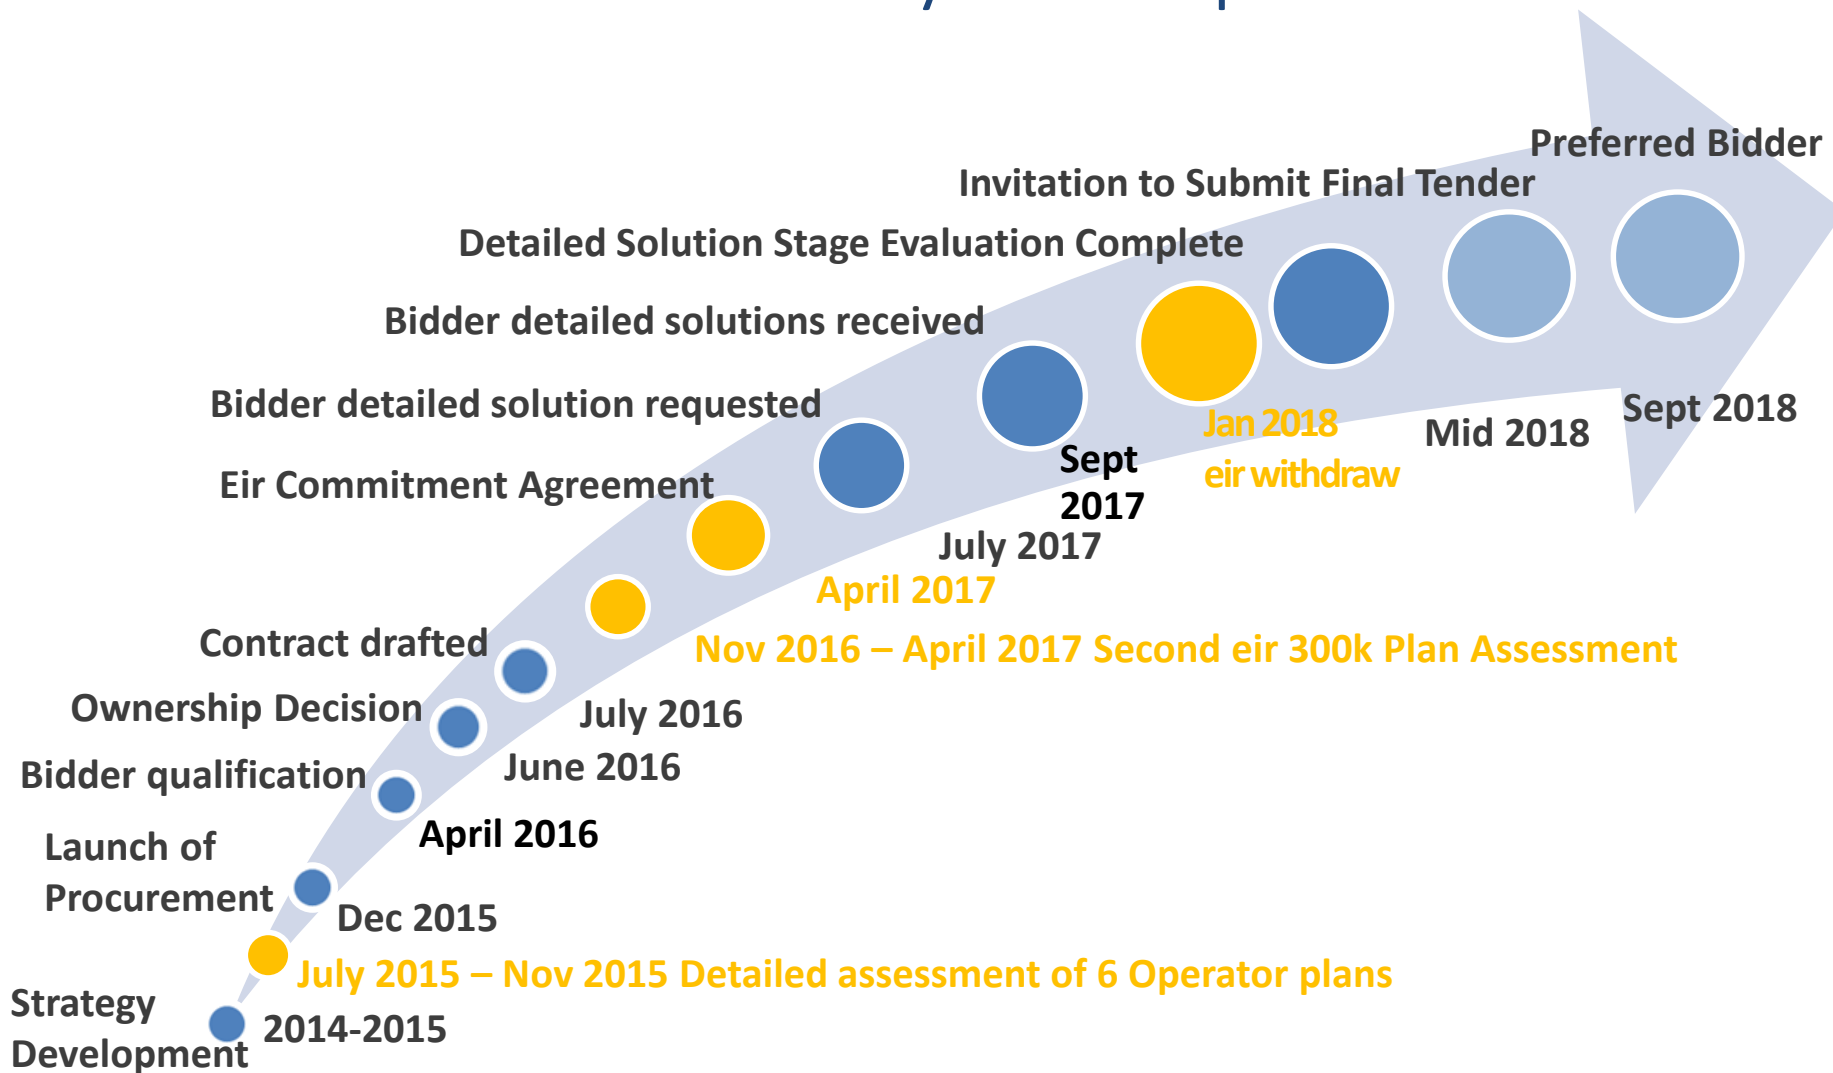 Preferred Bidder
Invitation to Submit Final Tender
Detailed Solution Stage Evaluation Complete
Bidder detailed solutions received
Bidder detailed solution requested
Sept 2018
Jan 2018
eir withdraw
Mid 2018
Sept
2017
Eir Commitment Agreement
July 2017
April 2017
Contract drafted
Nov 2016 – April 2017 Second eir 300k Plan Assessment
Ownership Decision
July 2016
Bidder qualification
June 2016
April 2016
Launch of
Procurement
Dec 2015
July 2015 – Nov 2015 Detailed assessment of 6 Operator plans
Strategy
Development
2014-2015